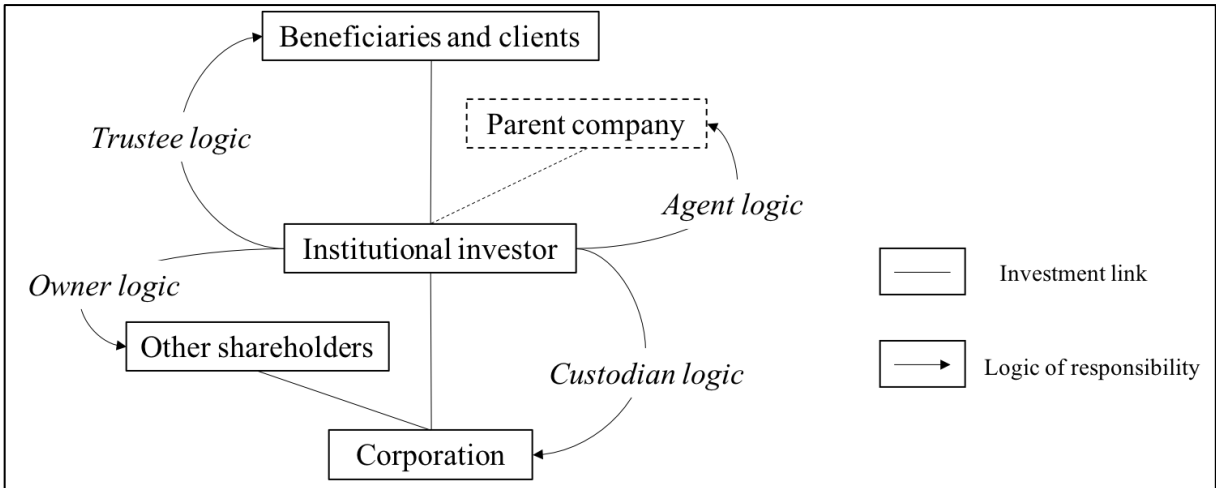 Beneficiaries and clients
Parent company
Trustee logic
Agent logic
Institutional investor
Owner logic
Investment link
Other shareholders
Custodian logic
Logic of responsibility
Corporation